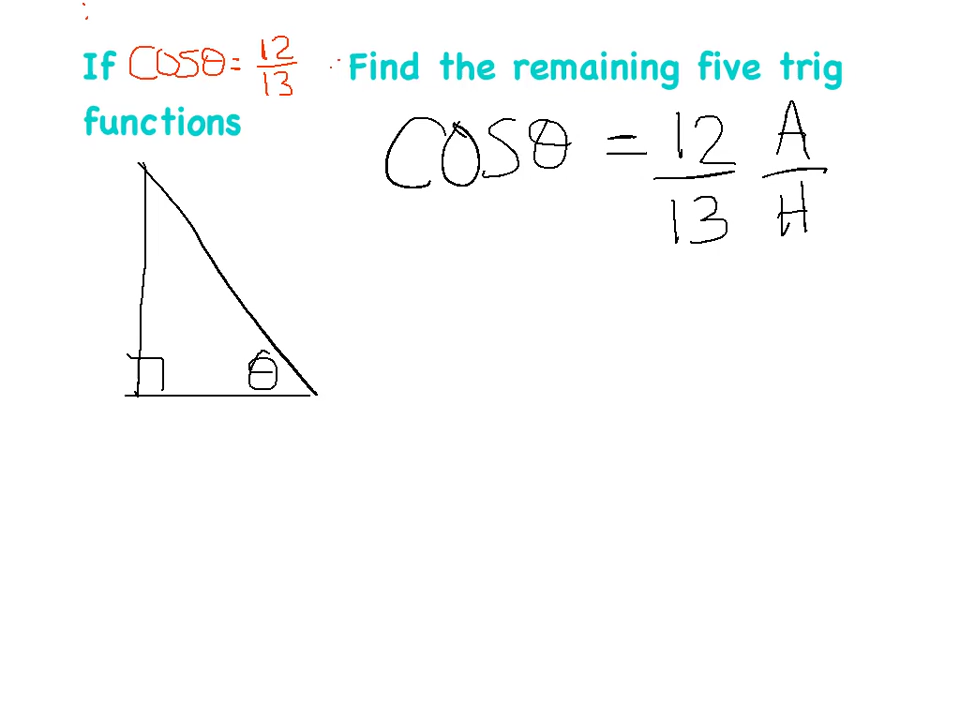 If COSθ = 12/13 Find the remaining five trig
functions
COSθ = 12/13 A/H
θ